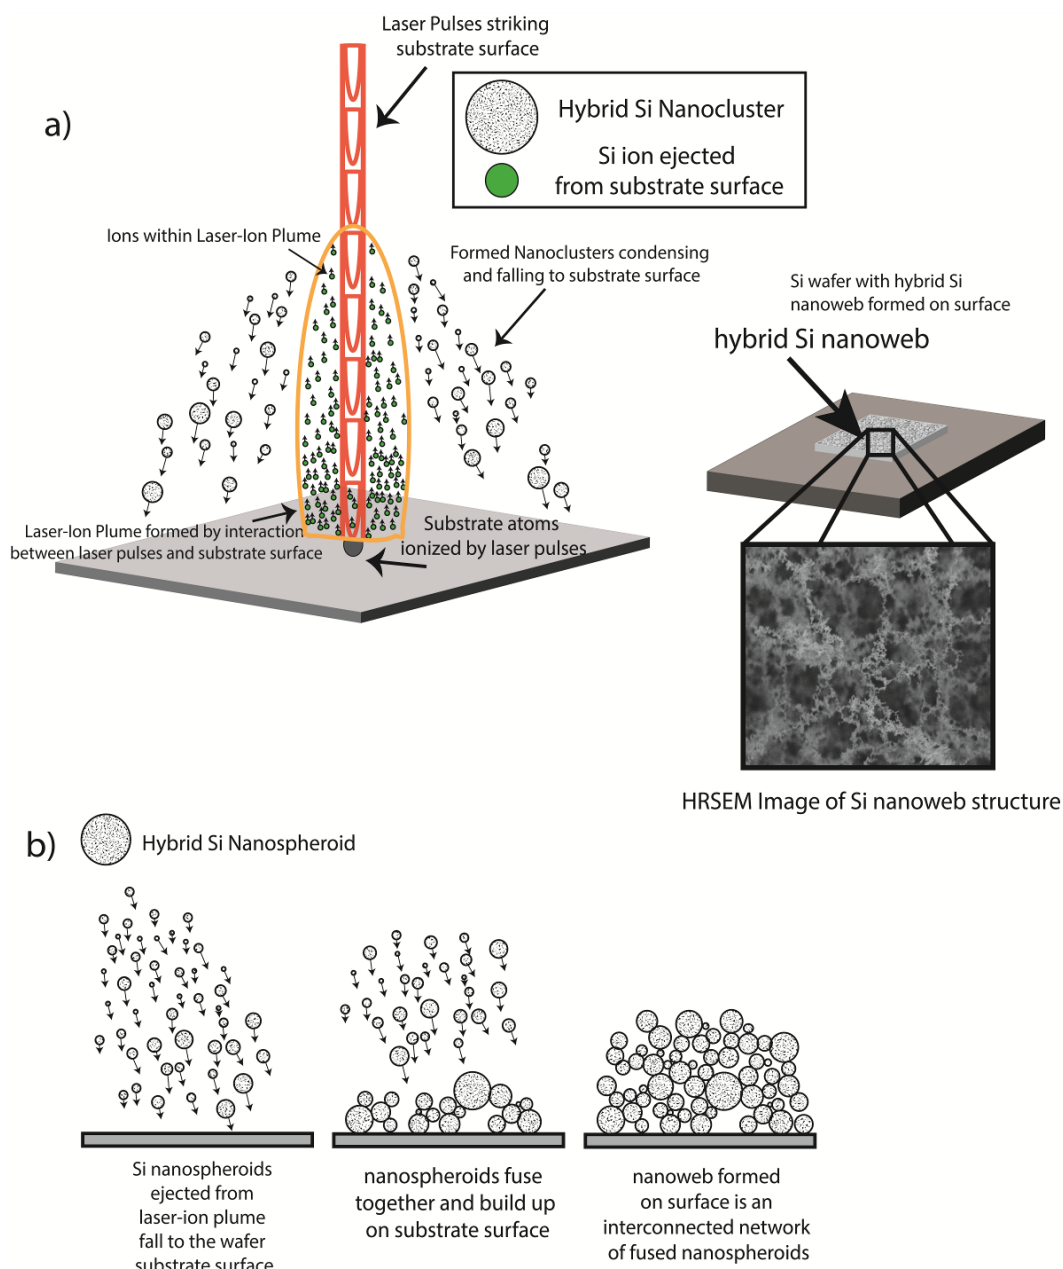 Laser Pulses striking
substrate surface
a)
Hybrid Si Nanocluster
Si ion ejected
from substrate surface
Ions within Laser-Ion Plume
Formed Nanoclusters condensing
and falling to substrate surface
Si wafer with hybrid Si
nanoweb formed on surface
hybrid Si nanoweb
Laser-Ion Plume formed by interaction
between laser pulses and substrate surface
Substrate atoms
ionized by laser pulses
HRSEM Image of Si nanoweb structure
b)
Hybrid Si Nanospheroid
Si nanospheroids
ejected from
laser-ion plume
fall to the wafer
substrate surface
nanospheroids fuse
together and build up
on substrate surface
nanoweb formed
on surface is an
interconnected network
of fused nanospheroids